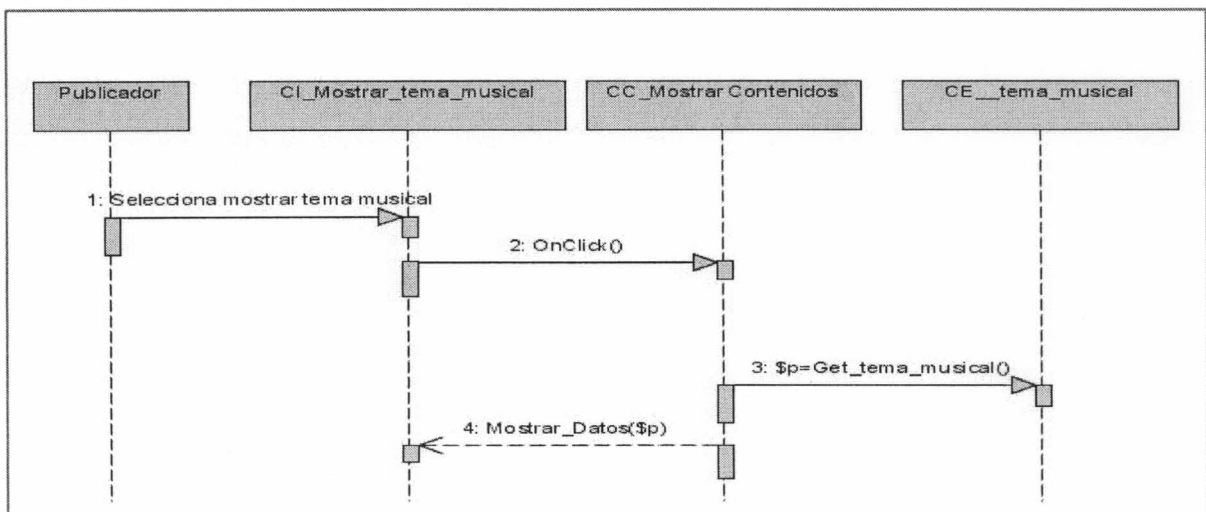 Publicador
CI_Mostrar_tema_musical
CC_Mostrar Contenidos
CE__tema_musical
1: Selecciona mostrar tema musical
2: OnClick()
3: $p=Get_tema_musical()
4: Mostrar_Datos($p)